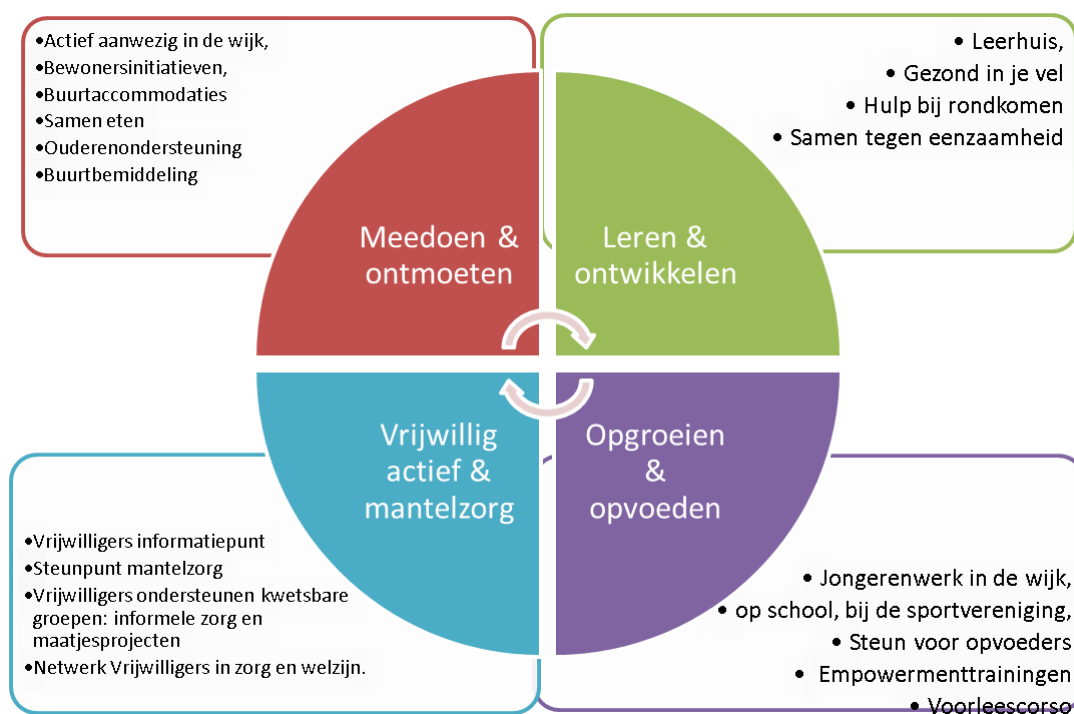 •Actief aanwezig in de wijk,
•Bewonersinitiatieven,
•Buurtaccommodaties
•Samen eten
•Ouderenondersteuning
•Buurtbemiddeling
• Leerhuis,
• Gezond in je vel
• Hulp bij rondkomen
• Samen tegen eenzaamheid
Meedoen &
ontmoeten
Leren &
ontwikkelen
Vrijwillig
actief &
mantelzorg
Opgroeien
&
opvoeden
•Vrijwilligers informatiepunt
•Steunpunt mantelzorg
•Vrijwilligers ondersteunen kwetsbare
groepen: informele zorg en
maatjesprojecten
•Netwerk Vrijwilligers in zorg en welzijn.
• Jongerenwerk in de wijk,
• op school, bij de sportvereniging,
• Steun voor opvoeders
• Empowermenttrainingen
• Voorleescorso